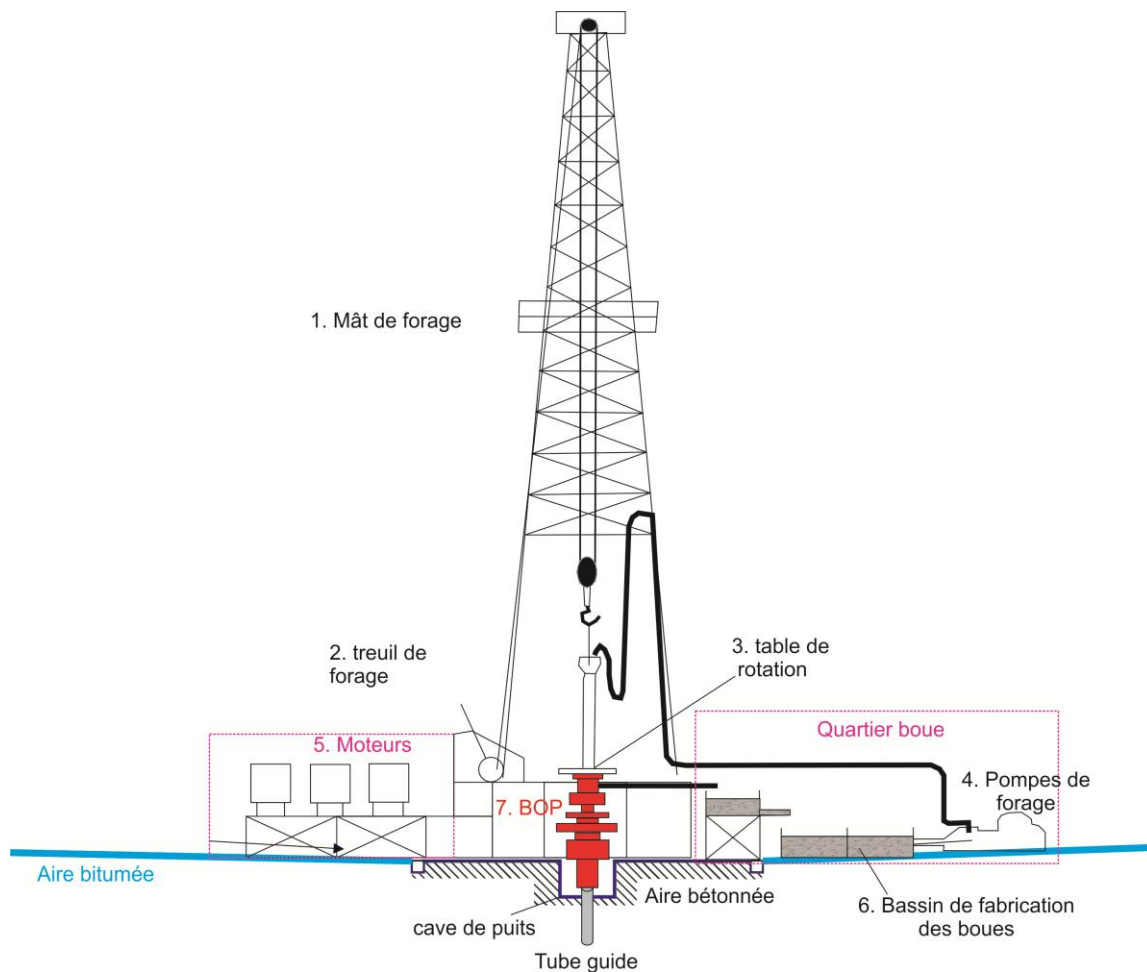 1. Mât de forage
2. treuil de
forage
3. table de
rotation
Quartier boue
5. Moteurs
4. Pompes de
forage
7. BOP
Aire bitumée
Aire bétonnée
6. Bassin de fabrication
des boues
cave de puits
Tube guide